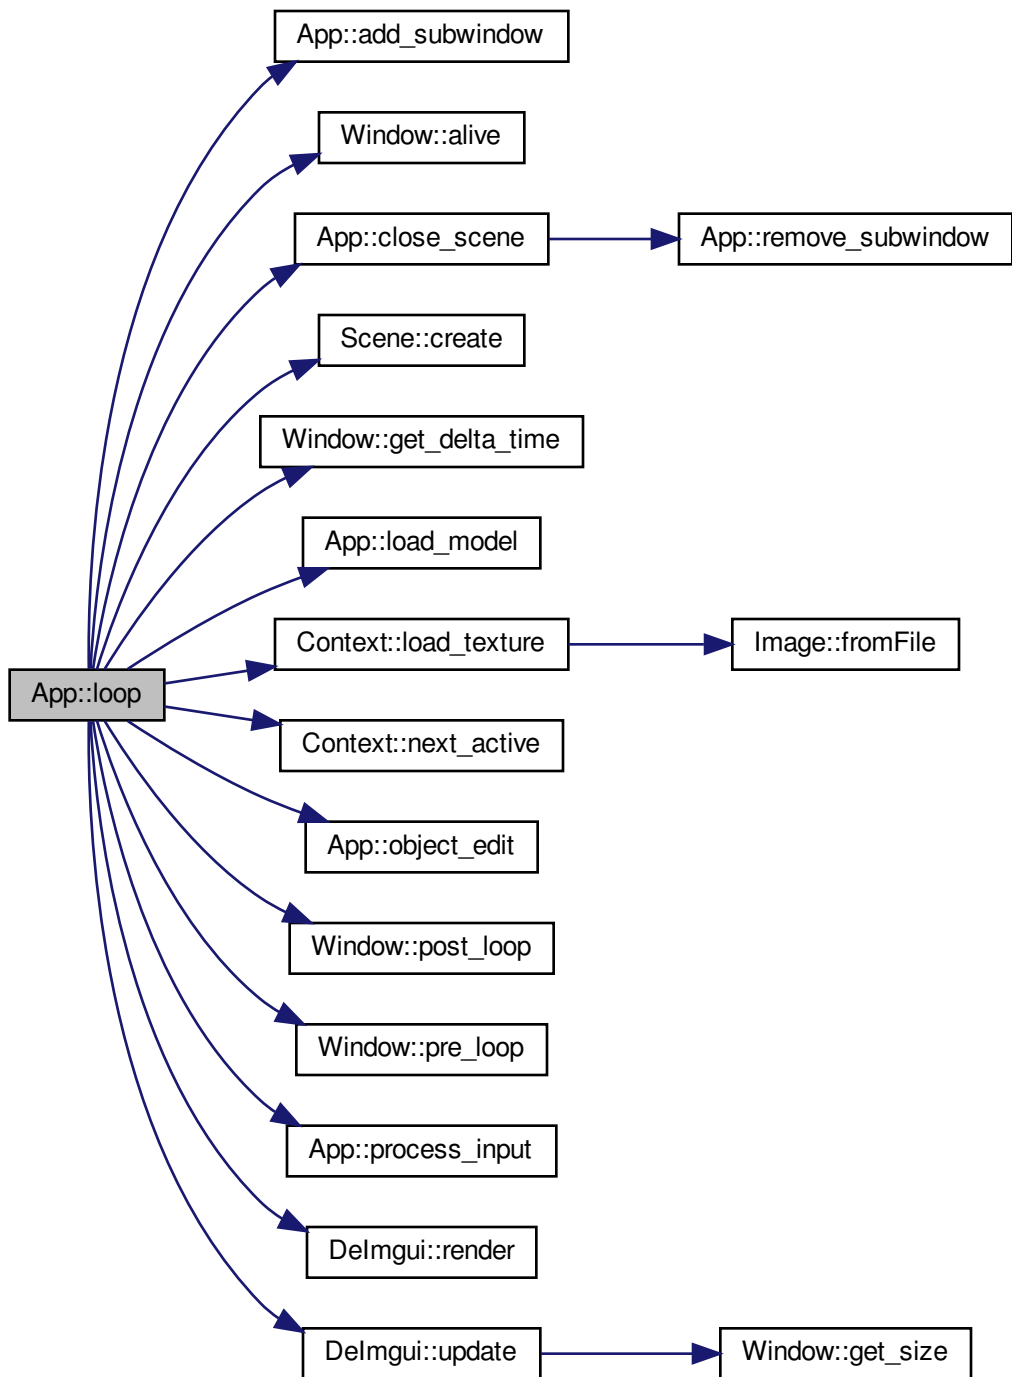 App::add_subwindow
Window::alive
App::close_scene
App::remove_subwindow
Scene::create
Window::get_delta_time
App::load_model
Context::load_texture
Image::fromFile
App::loop
Context::next_active
App::object_edit
Window::post_loop
Window::pre_loop
App::process_input
DeImgui::render
DeImgui::update
Window::get_size